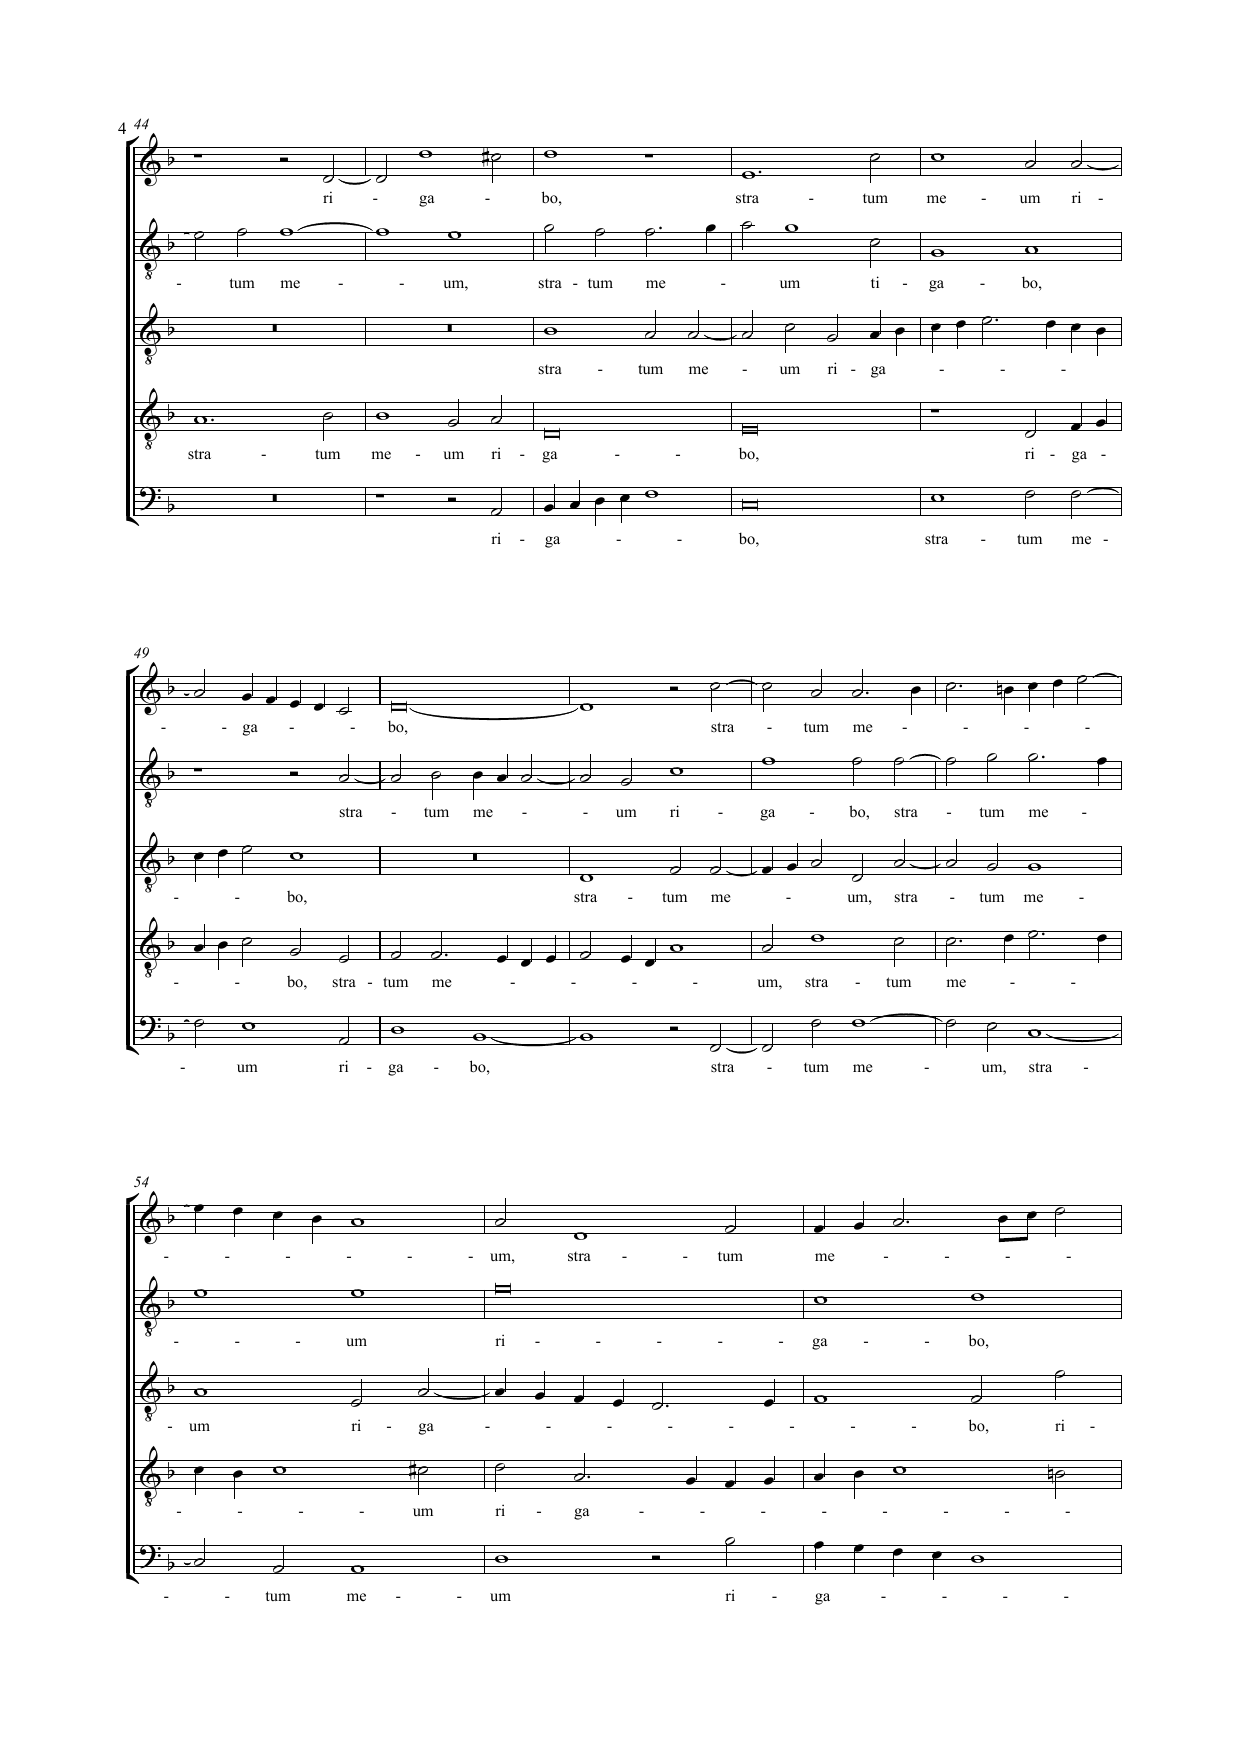 4 44
ri - ga - bo, stra - tum me - um ri -
- tum me - - um, stra - tum me - um ti - ga - bo,
stra - tum me - um ri - ga - - -
stra - tum me - um ri - ga - - bo, ri - ga -
ri - ga - - - bo, stra - tum me -
49
- - ga - - bo, stra - tum me - - - -
stra - tum me - - um ri - ga - bo, stra - tum me -
- - bo, stra - tum me - um, stra - tum me -
- - bo, stra - tum me - - - - um, stra - tum me - -
- um ri - ga - bo, stra - tum me - um, stra -
54
- - - - - - um, stra - - tum me - - - -
- - - um ri - - - - ga - - bo,
- um ri - ga - - - - - - - - bo, ri -
- - - - um ri - ga - - - - - - - -
- - tum me - - um ri - ga - - - -